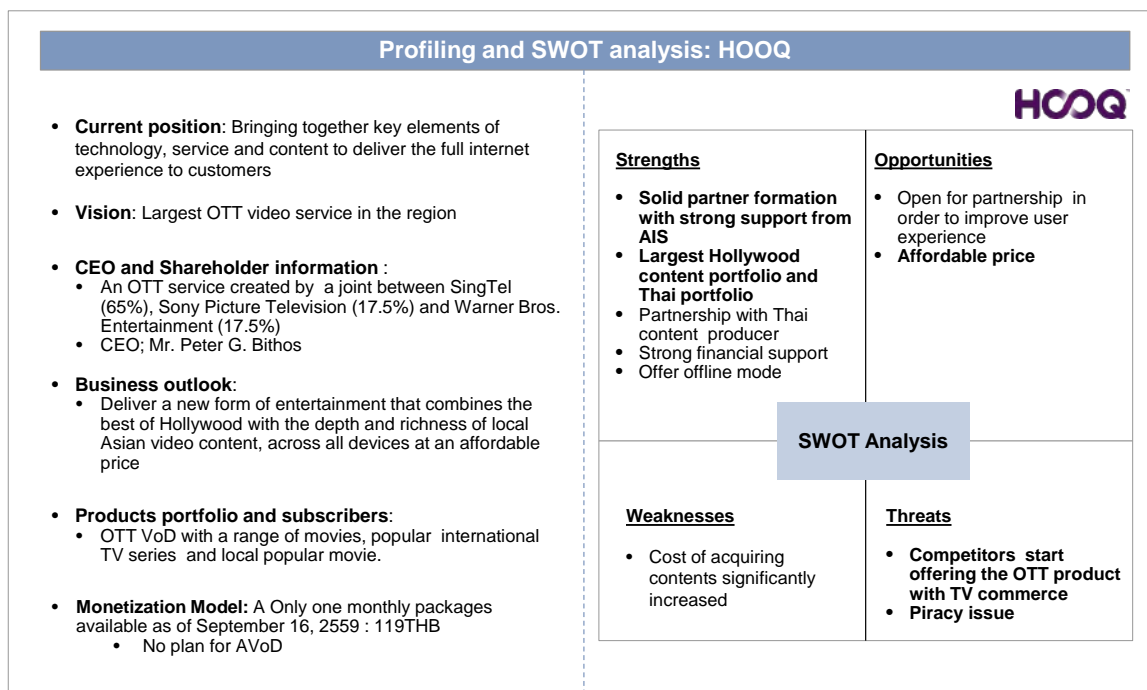 Profiling and SWOT analysis: HOOQ
• Current position: Bringing together key elements of
technology, service and content to deliver the full internet
experience to customers
• Vision: Largest OTT video service in the region
• CEO and Shareholder information :
• An OTT service created by a joint between SingTel
(65%), Sony Picture Television (17.5%) and Warner Bros.
Entertainment (17.5%)
• CEO; Mr. Peter G. Bithos
• Business outlook:
• Deliver a new form of entertainment that combines the
best of Hollywood with the depth and richness of local
Asian video content, across all devices at an affordable
price
• Products portfolio and subscribers:
• OTT VoD with a range of movies, popular international
TV series and local popular movie.
• Monetization Model: A Only one monthly packages
available as of September 16, 2559 : 119THB
• No plan for AVoD
HOOQ™
Strengths
• Solid partner formation
with strong support from
AIS
• Largest Hollywood
content portfolio and
Thai portfolio
• Partnership with Thai
content producer
• Strong financial support
• Offer offline mode
Opportunities
• Open for partnership in
order to improve user
experience
• Affordable price
SWOT Analysis
Weaknesses
• Cost of acquiring
contents significantly
increased
Threats
• Competitors start
offering the OTT product
with TV commerce
• Piracy issue